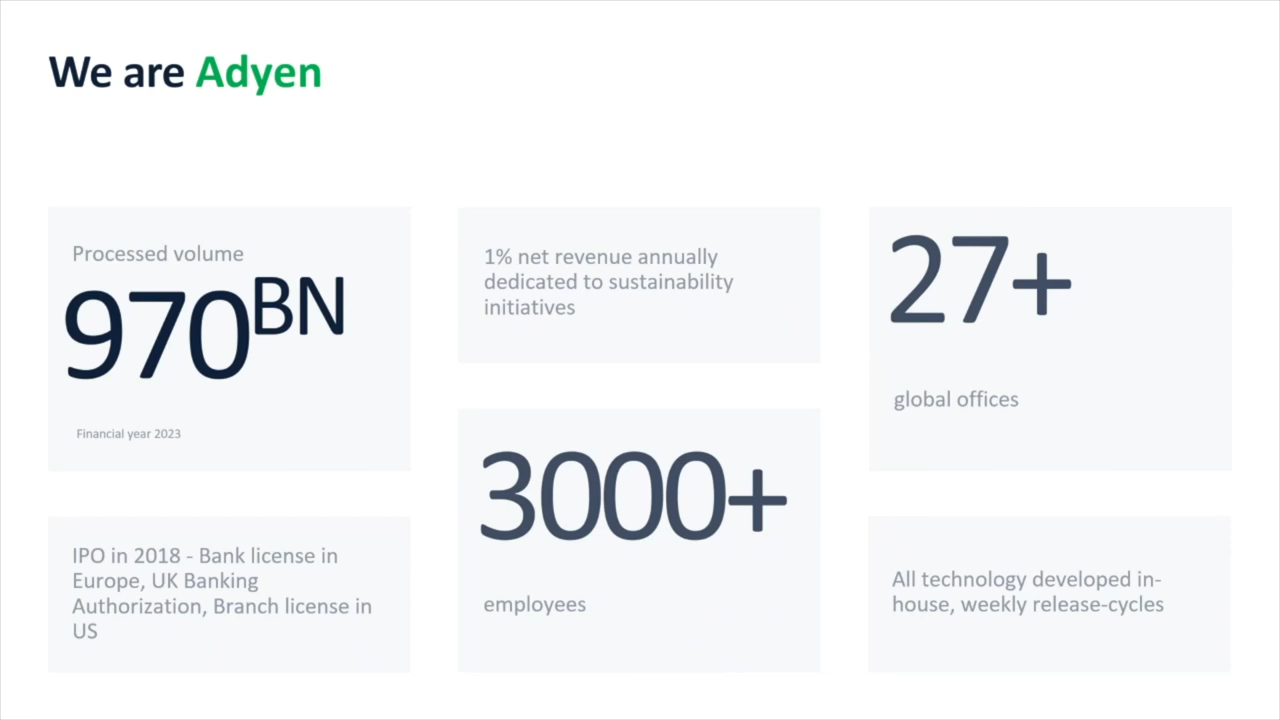 We are Adyen
Processed volume
970BN
Financial year 2023
IPO in 2018 - Bank license in
Europe, UK Banking
Authorization, Branch license in
US
1% net revenue annually
dedicated to sustainability
initiatives
3000+
employees
27+
global offices
All technology developed in-
house, weekly release-cycles